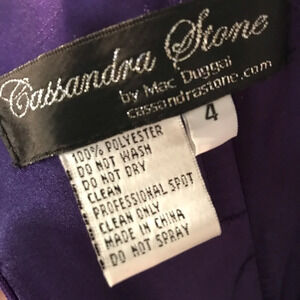 Cassandra Stone
by Mac Duggal
cassandrastone.com
4
100% POLYESTER
DO NOT WASH
DO NOT DRY
CLEAN
PROFESSIONAL SPOT
CLEAN ONLY
MADE IN CHINA
DO NOT SPRAY